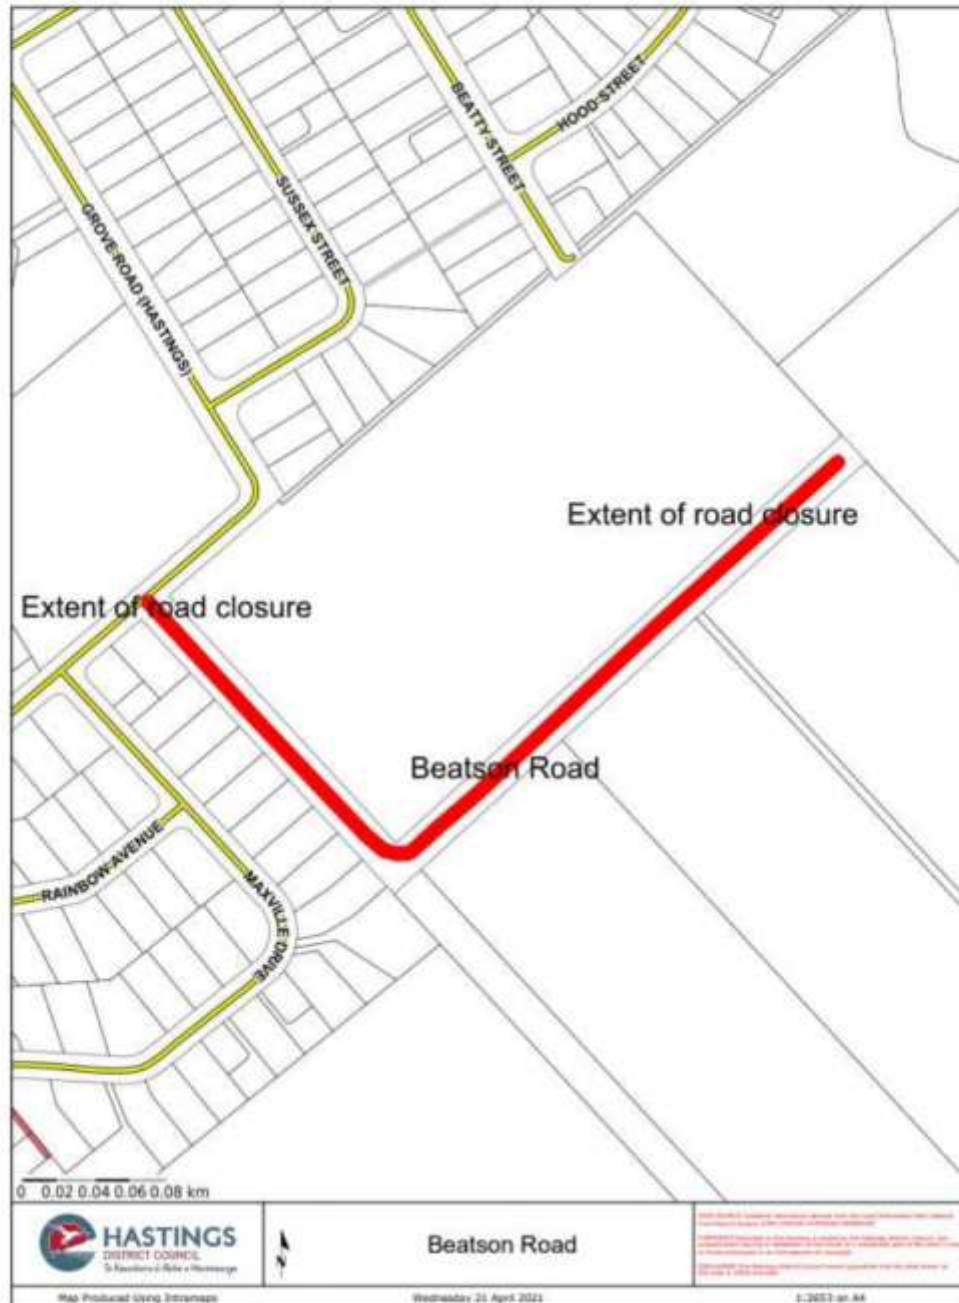 BEATTY STREET
HOOD STREET
SUSSEX STREET
GROVE ROAD (HASTINGS)
Extent of road closure
Extent of road closure
Beatson Road
RAINBOW AVENUE
MAXVILLE DRIVE
0 0.02 0.04 0.06 0.08 km
HASTINGS
DISTRICT COUNCIL
Beatson Road
Map Produced Using Intramaps
Wednesday 21 April 2021
1:2653 on A4